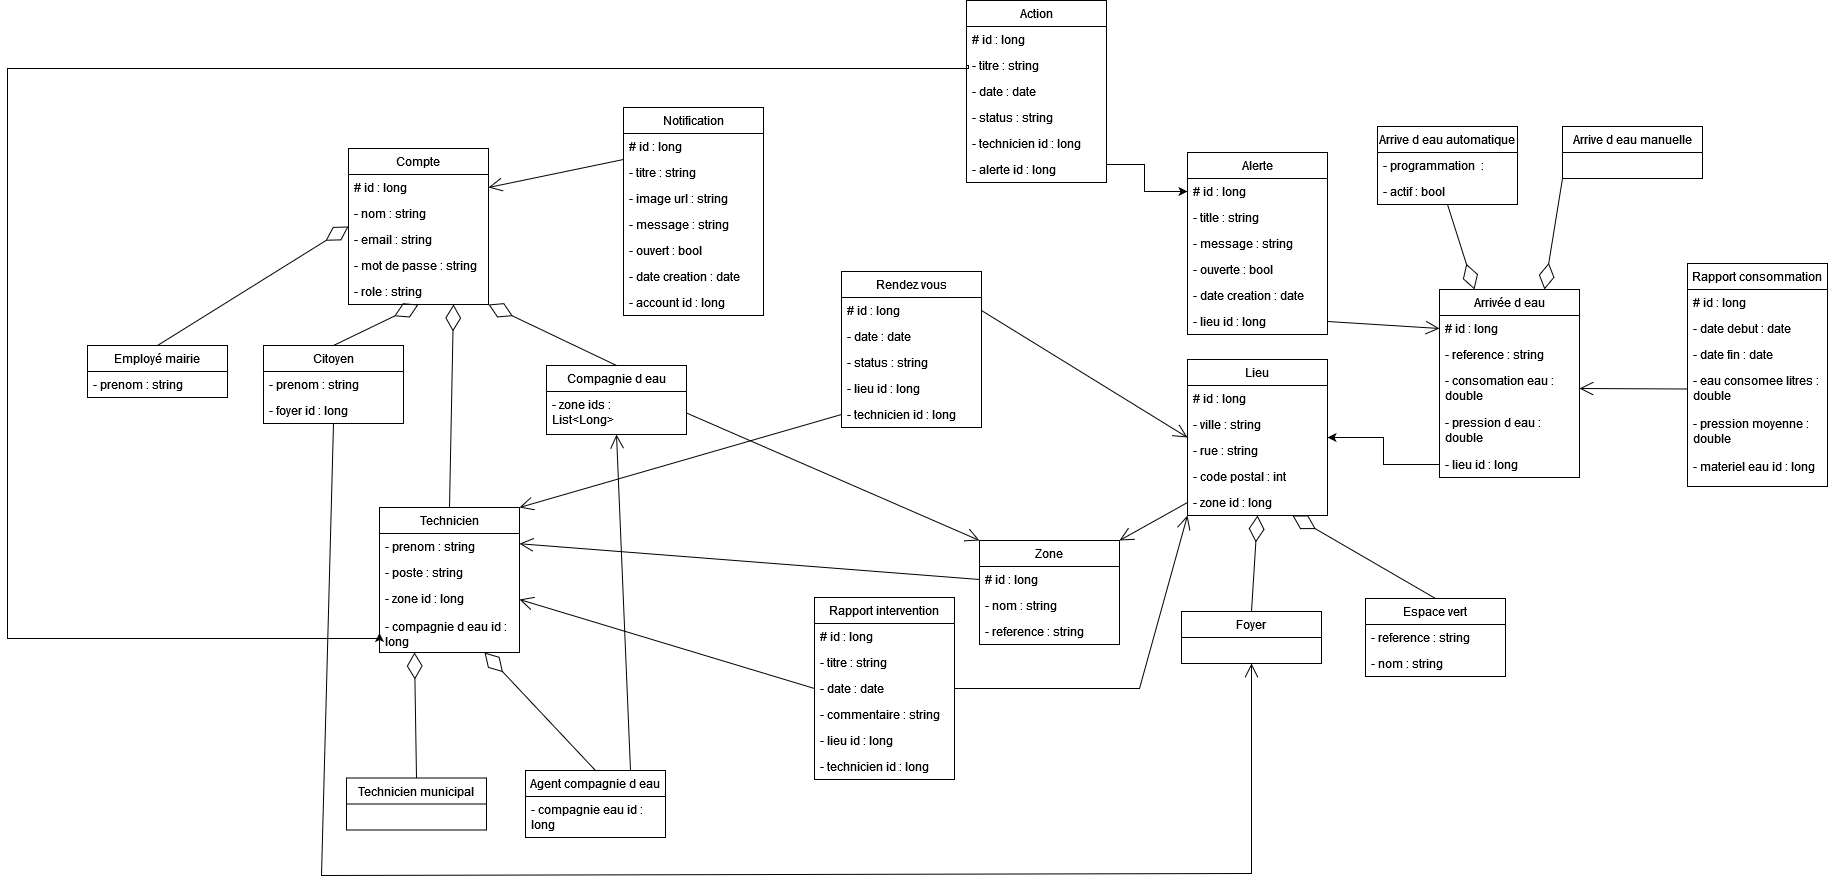 Action
# id : long
- titre : string
- date : date
- status : string
- technicien id : long
- alerte id : long
Notification
# id : long
- titre : string
- image url : string
- message : string
- ouvert : bool
- date creation : date
- account id : long
Compte
# id : long
- nom : string
- email : string
- mot de passe : string
- role : string
Alerte
# id : long
- title : string
- message : string
- ouverte : bool
- date creation : date
- lieu id : long
Arrive d eau automatique
- programmation :
- actif : bool
Arrive d eau manuelle
Rendez vous
# id : long
- date : date
- status : string
- lieu id : long
- technicien id : long
Arrivée d eau
# id : long
- reference : string
- consomation eau :
double
- pression d eau :
double
- lieu id : long
Rapport consommation
# id : long
- date debut : date
- date fin : date
- eau consomee litres :
double
- pression moyenne :
double
- materiel eau id : long
Employé mairie
- prenom : string
Citoyen
- prenom : string
- foyer id : long
Compagnie d eau
- zone ids :
List<Long>
Lieu
# id : long
- ville : string
- rue : string
- code postal : int
- zone id : long
Technicien
- prenom : string
- poste : string
- zone id : long
- compagnie d eau id :
long
Zone
# id : long
- nom : string
- reference : string
Rapport intervention
# id : long
- titre : string
- date : date
- commentaire : string
- lieu id : long
- technicien id : long
Foyer
Espace vert
- reference : string
- nom : string
Technicien municipal
Agent compagnie d eau
- compagnie eau id :
long